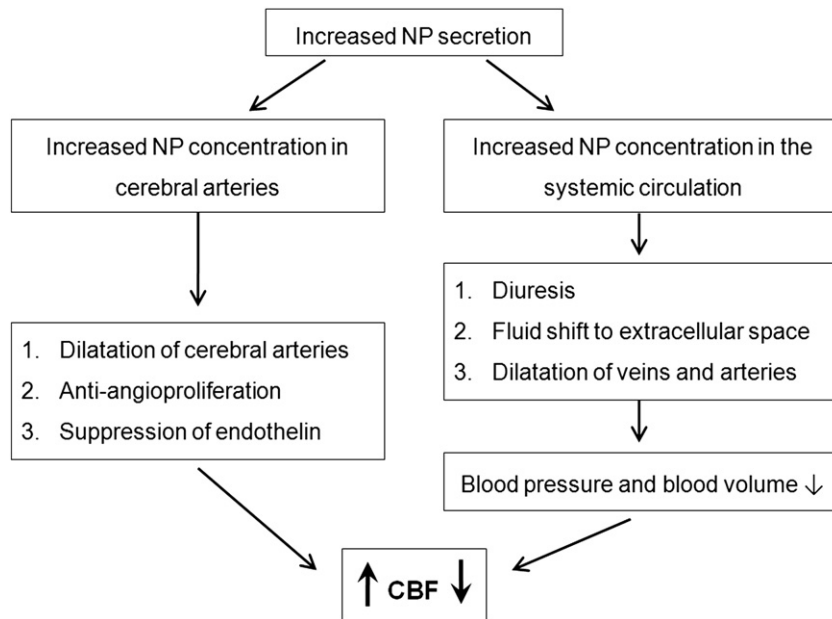 Increased NP secretion
Increased NP concentration in
cerebral arteries
Increased NP concentration in the
systemic circulation
1. Diuresis
2. Fluid shift to extracellular space
3. Dilatation of veins and arteries
1. Dilatation of cerebral arteries
2. Anti-angioproliferation
3. Suppression of endothelin
Blood pressure and blood volume ↓
↑ CBF ↓